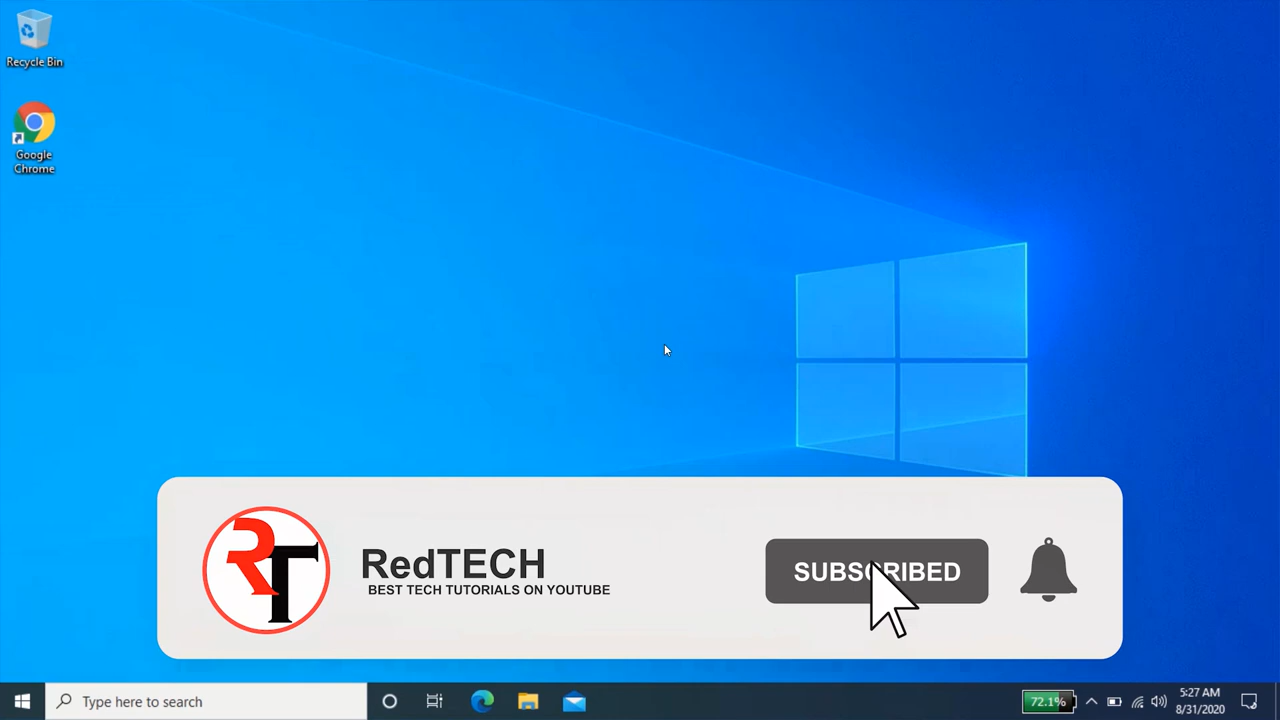 Recycle Bin
Google
Chrome
RT
RedTECH
BEST TECH TUTORIALS ON YOUTUBE
SUBSCRIBED
Type here to search
72.1%
5:27 AM
8/31/2020